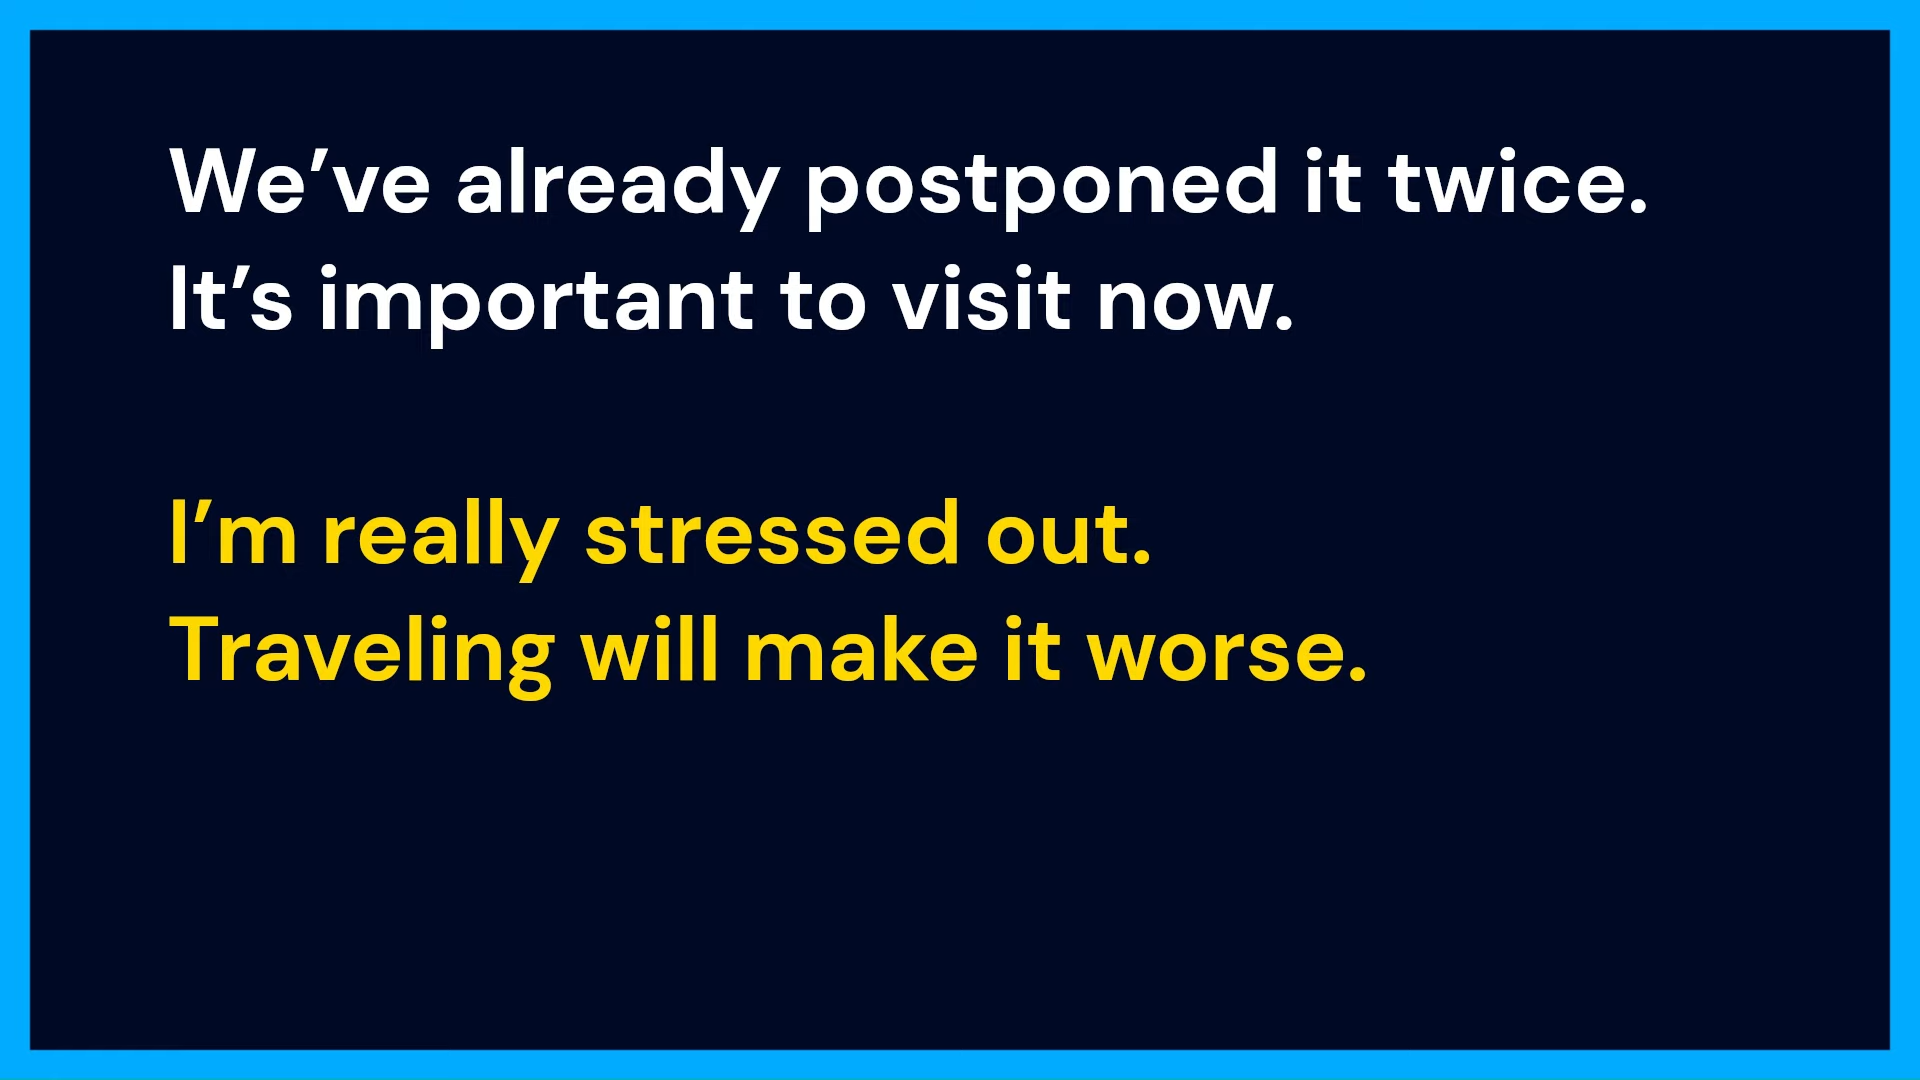 We’ve already postponed it twice.
It’s important to visit now.
I’m really stressed out.
Traveling will make it worse.